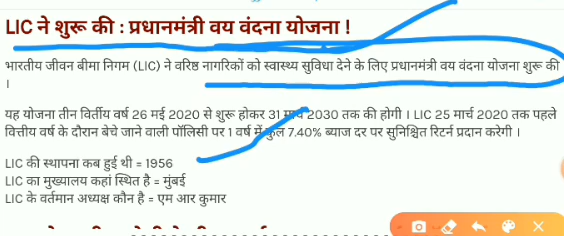 LIC ने शुरू की : प्रधानमंत्री वय वंदना योजना !
भारतीय जीवन बीमा निगम (LIC) ने वरिष्ठ नागरिकों को स्वास्थ्य सुविधा देने के लिए प्रधानमंत्री वय वंदना योजना शुरू की
।
यह योजना तीन वित्तीय वर्ष 26 मई 2020 से शुरू होकर 31 मार्च 2030 तक की होगी । LIC 25 मार्च 2020 तक पहले
वित्तीय वर्ष के दौरान बेचे जाने वाली पॉलिसी पर 1 वर्ष में कुल 7.40% ब्याज दर पर सुनिश्चित रिटर्न प्रदान करेगी ।
LIC की स्थापना कब हुई थी = 1956
LIC का मुख्यालय कहां स्थित है = मुंबई
LIC के वर्तमान अध्यक्ष कौन है = एम आर कुमार